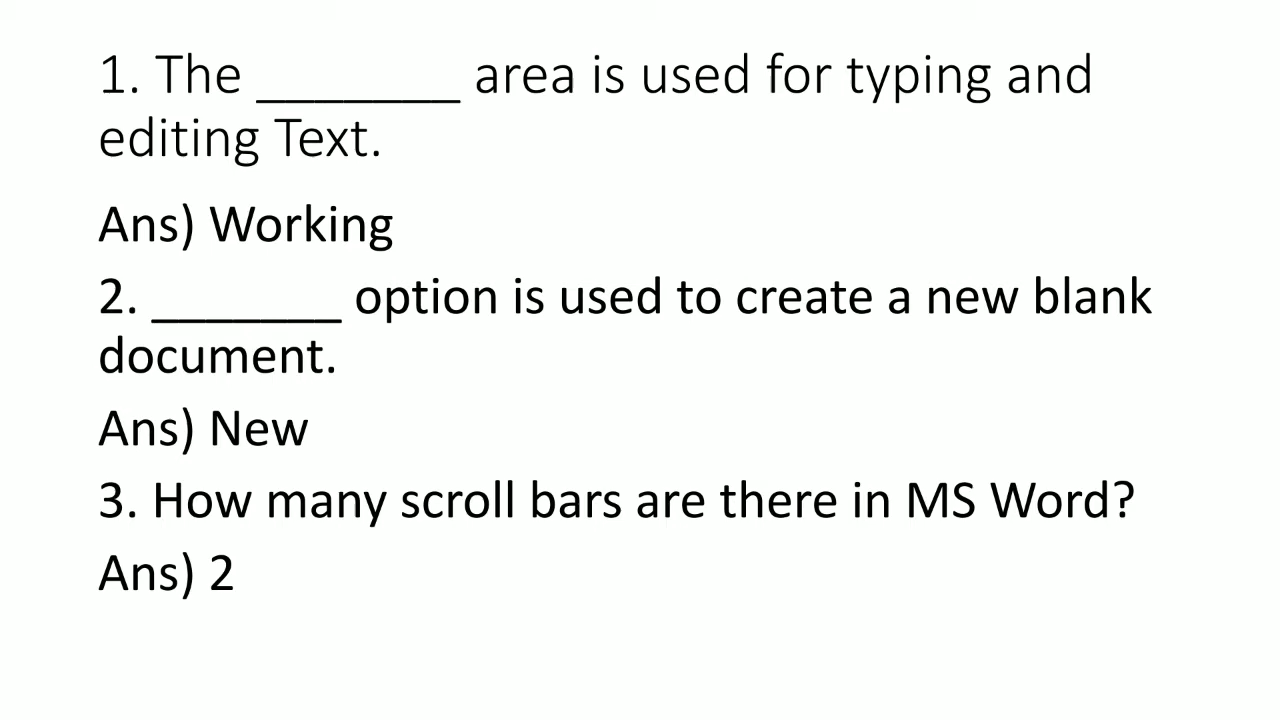 1. The _______ area is used for typing and
editing Text.
Ans) Working
2. _______ option is used to create a new blank
document.
Ans) New
3. How many scroll bars are there in MS Word?
Ans) 2